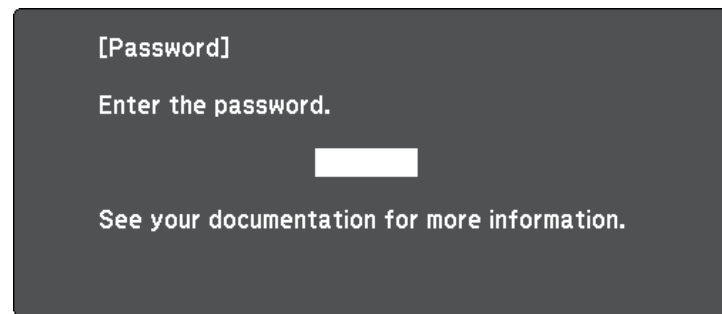 [Password]
Enter the password.
See your documentation for more information.